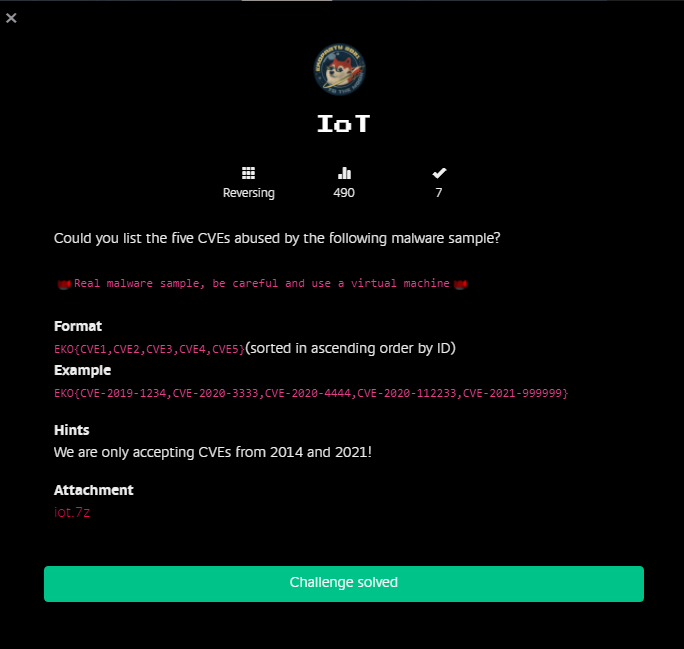 ×
EKOPARTY 2021
IoT
Reversing 490 7
Could you list the five CVEs abused by the following malware sample?
Real malware sample, be careful and use a virtual machine
Format
EKO{CVE1,CVE2,CVE3,CVE4,CVE5}(sorted in ascending order by ID)
Example
EKO{CVE-2019-1234,CVE-2020-3333,CVE-2020-4444,CVE-2020-112233,CVE-2021-999999}
Hints
We are only accepting CVEs from 2014 and 2021!
Attachment
iot.7z
Challenge solved